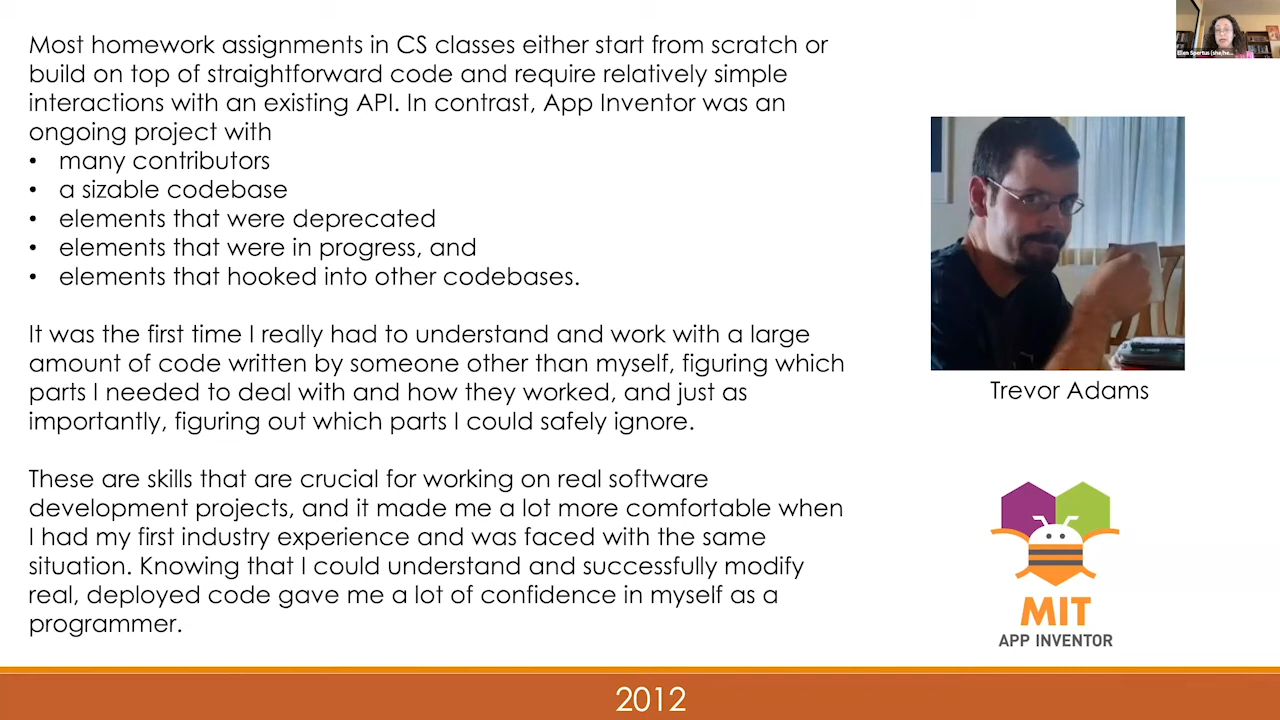 Most homework assignments in CS classes either start from scratch or
build on top of straightforward code and require relatively simple
interactions with an existing API. In contrast, App Inventor was an
ongoing project with
• many contributors
• a sizable codebase
• elements that were deprecated
• elements that were in progress, and
• elements that hooked into other codebases.
It was the first time I really had to understand and work with a large
amount of code written by someone other than myself, figuring which
parts I needed to deal with and how they worked, and just as
importantly, figuring out which parts I could safely ignore.
These are skills that are crucial for working on real software
development projects, and it made me a lot more comfortable when
I had my first industry experience and was faced with the same
situation. Knowing that I could understand and successfully modify
real, deployed code gave me a lot of confidence in myself as a
programmer.
Ellen Spertus (she/he...
Trevor Adams
MIT
APP INVENTOR
2012